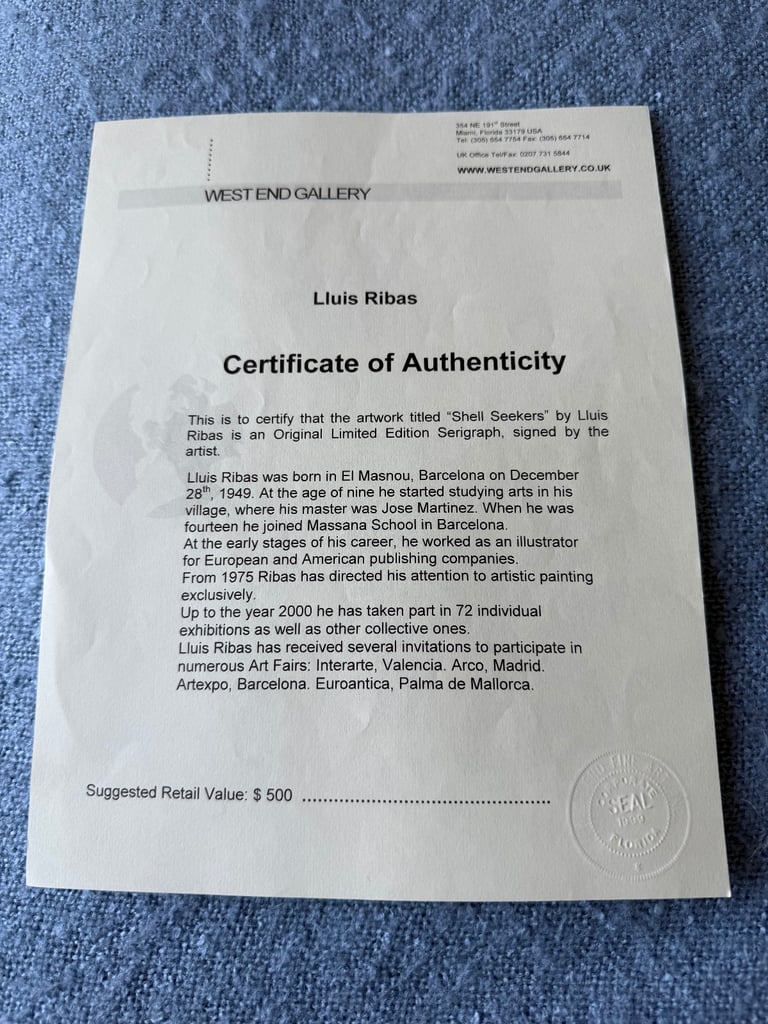 354 NE 191st Street
Miami, Florida 33179 USA
Tel: (305) 654 7754 Fax: (305) 654 7714
UK Office Tel/Fax: 0207 731 5844
WWW.WESTENDGALLERY.CO.UK
WEST END GALLERY
Lluis Ribas
Certificate of Authenticity
This is to certify that the artwork titled “Shell Seekers” by Lluis
Ribas is an Original Limited Edition Serigraph, signed by the
artist.
Lluis Ribas was born in El Masnou, Barcelona on December
28th, 1949. At the age of nine he started studying arts in his
village, where his master was Jose Martinez. When he was
fourteen he joined Massana School in Barcelona.
At the early stages of his career, he worked as an illustrator
for European and American publishing companies.
From 1975 Ribas has directed his attention to artistic painting
exclusively.
Up to the year 2000 he has taken part in 72 individual
exhibitions as well as other collective ones.
Lluis Ribas has received several invitations to participate in
numerous Art Fairs: Interarte, Valencia. Arco, Madrid.
Artexpo, Barcelona. Euroantica, Palma de Mallorca.
Suggested Retail Value: $ 500 ......................................................
SEAL
1999
FLORIDA